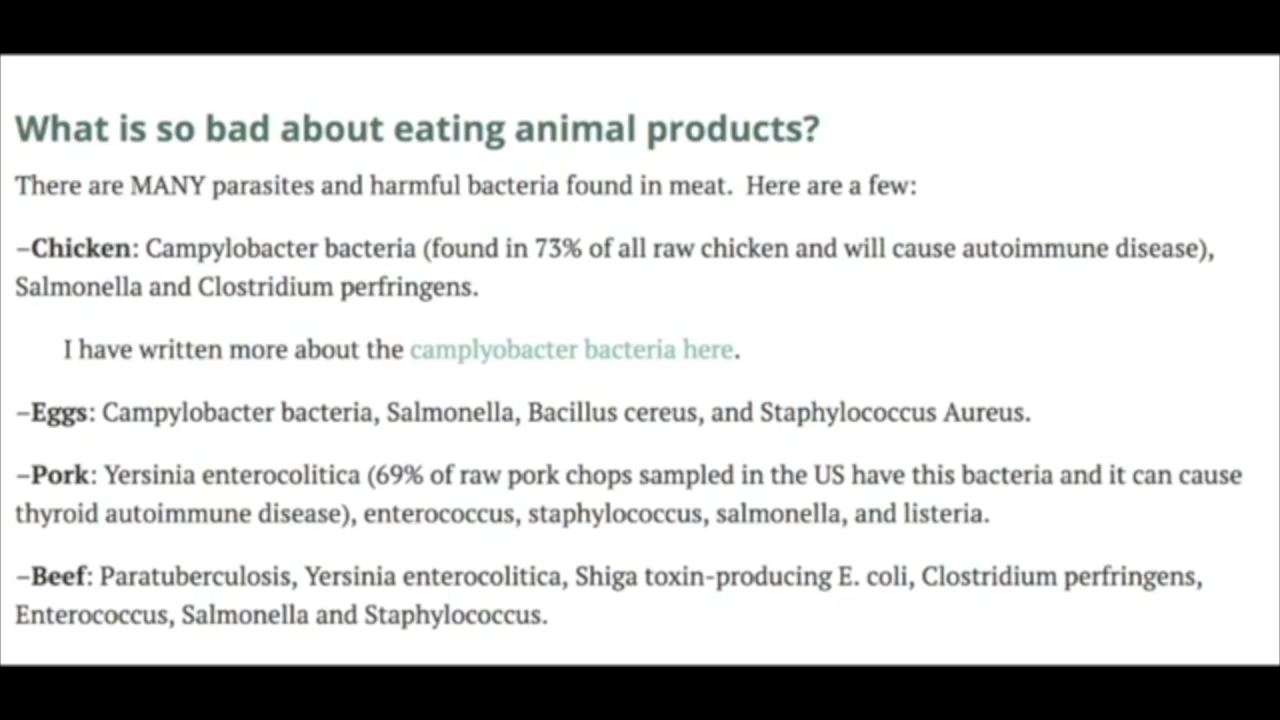 What is so bad about eating animal products?
There are MANY parasites and harmful bacteria found in meat. Here are a few:
–Chicken: Campylobacter bacteria (found in 73% of all raw chicken and will cause autoimmune disease),
Salmonella and Clostridium perfringens.
I have written more about the camplyobacter bacteria here.
–Eggs: Campylobacter bacteria, Salmonella, Bacillus cereus, and Staphylococcus Aureus.
–Pork: Yersinia enterocolitica (69% of raw pork chops sampled in the US have this bacteria and it can cause
thyroid autoimmune disease), enterococcus, staphylococcus, salmonella, and listeria.
–Beef: Paratuberculosis, Yersinia enterocolitica, Shiga toxin-producing E. coli, Clostridium perfringens,
Enterococcus, Salmonella and Staphylococcus.